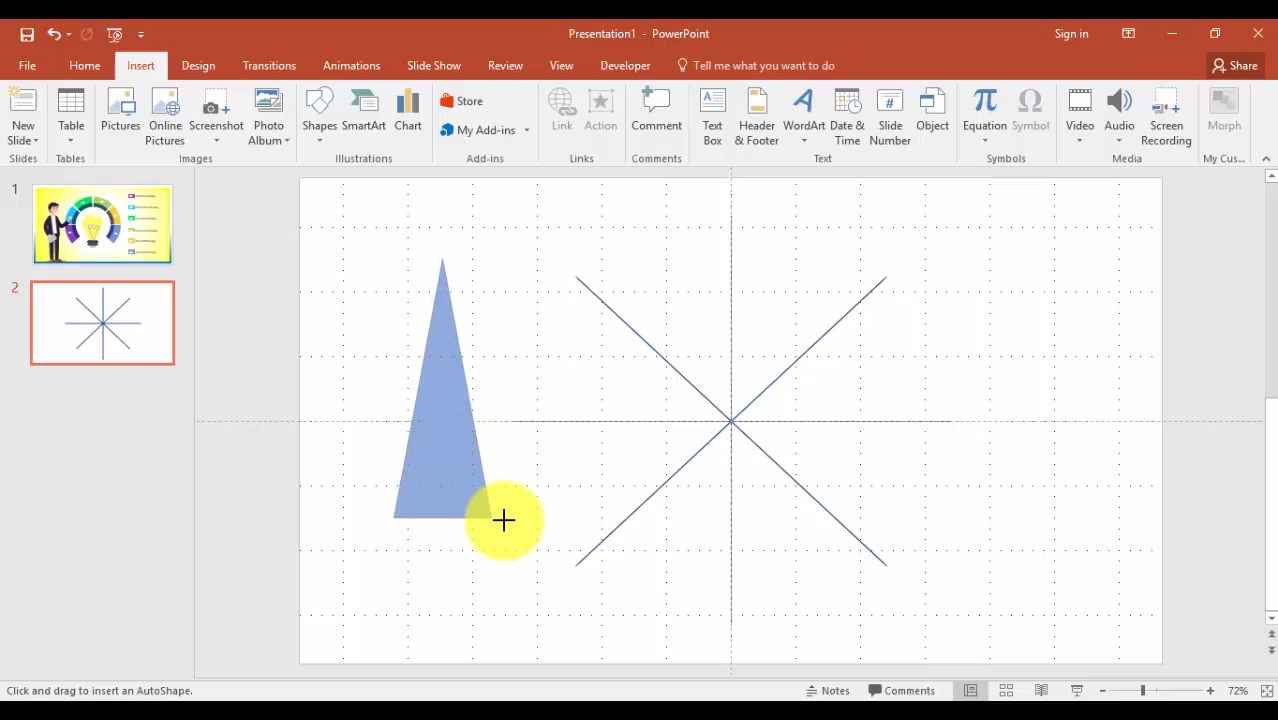 Presentation1 - PowerPoint
Sign in
File Home Insert Design Transitions Animations Slide Show Review View Developer Tell me what you want to do Share
New Slide
Table
Pictures
Online Pictures
Screenshot
Photo Album
Shapes
SmartArt
Chart
Store
My Add-ins
Link
Action
Comment
Text Box
Header & Footer
WordArt
Date & Time
Slide Number
Object
Equation
Symbol
Video
Audio
Screen Recording
Morph
Slides Tables Images Illustrations Add-ins Links Comments Text Symbols Media My Cus...
1
2
Click and drag to insert an AutoShape.
Notes Comments 72%